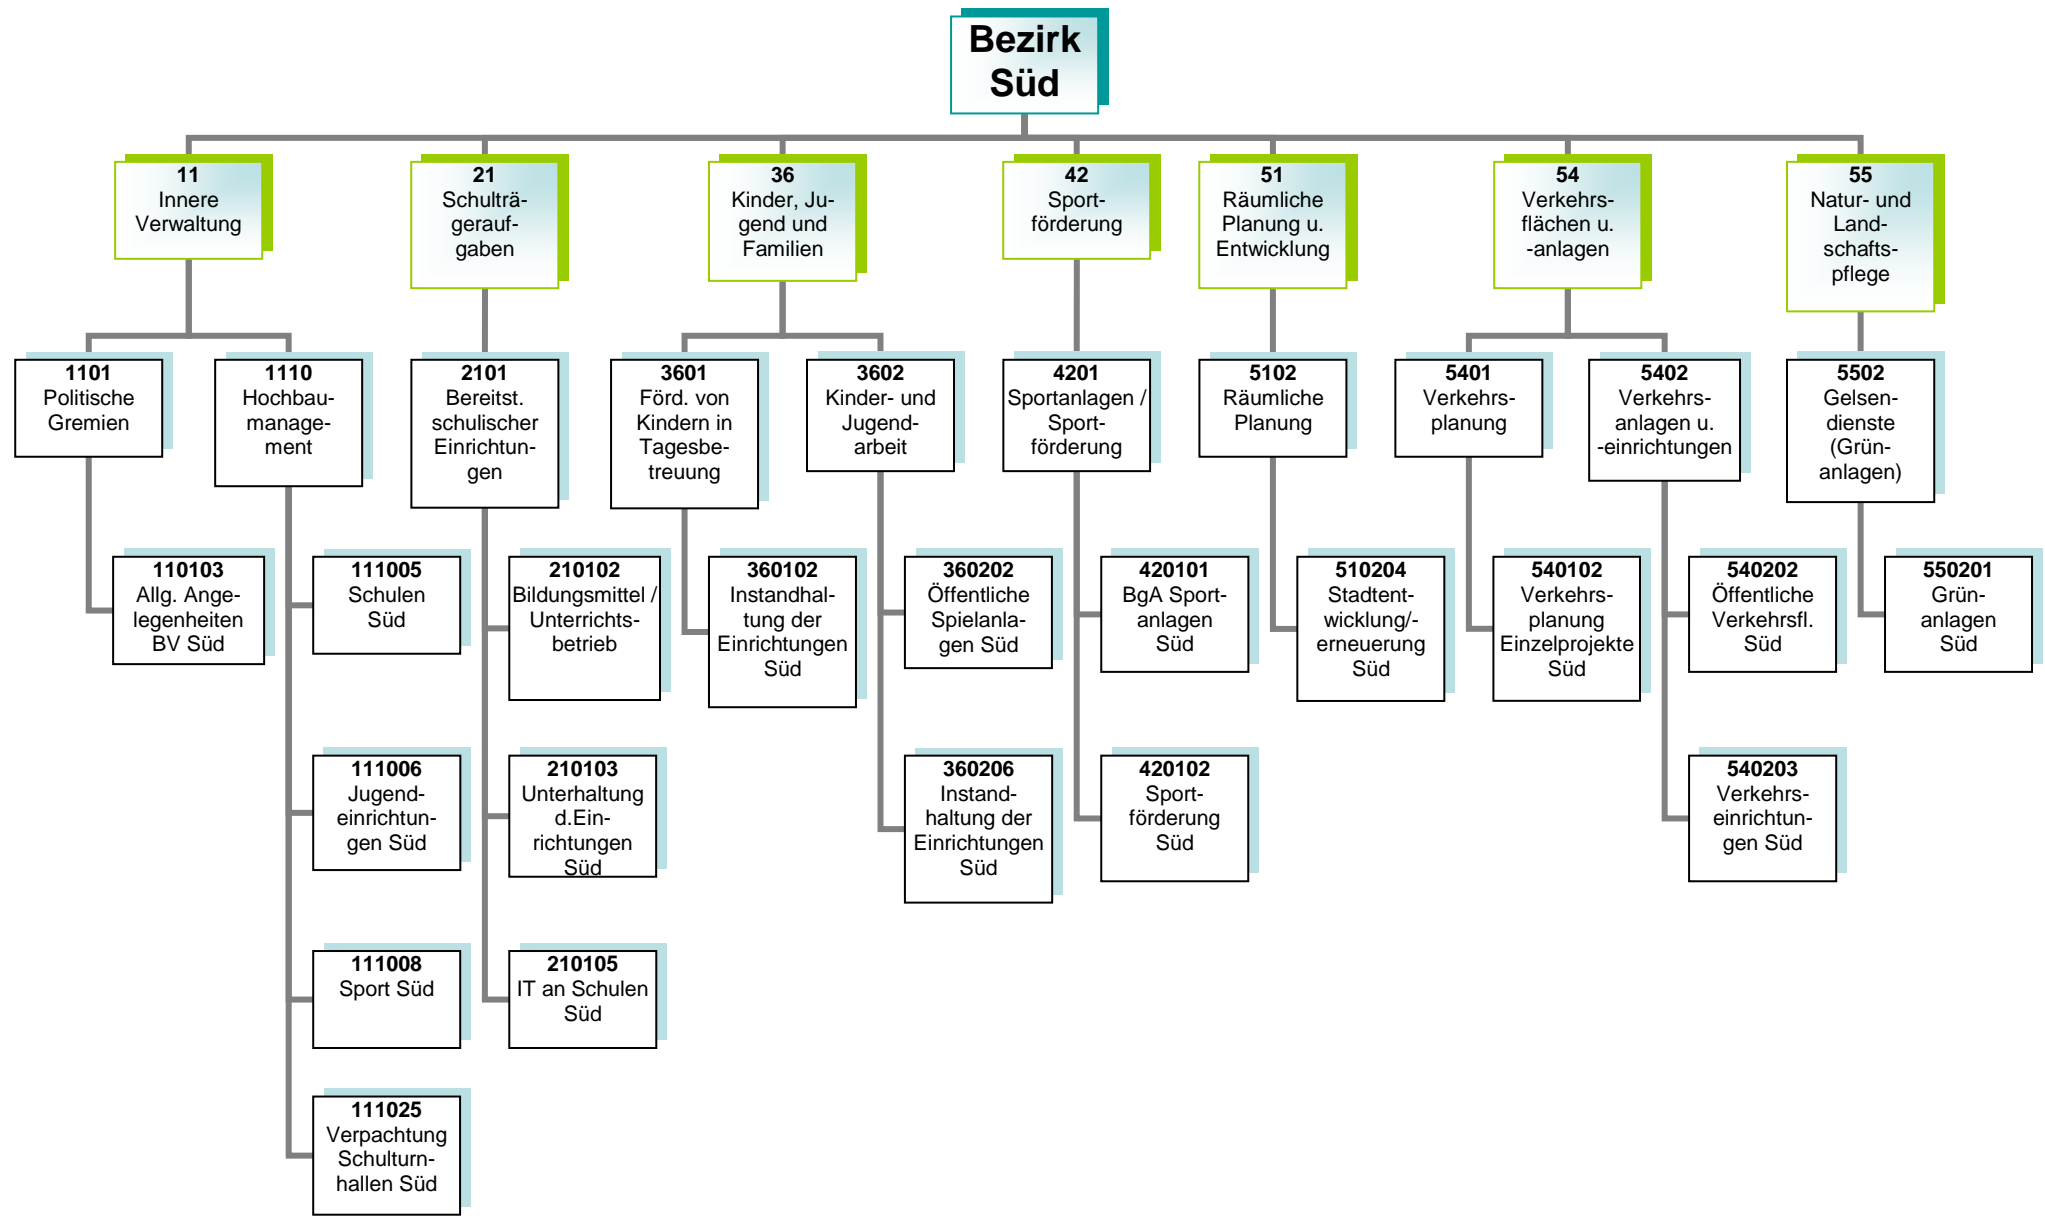 Bezirk
Süd
11
Innere
Verwaltung
21
Schulträ-
gerauf-
gaben
36
Kinder, Ju-
gend und
Familien
42
Sport-
förderung
51
Räumliche
Planung u.
Entwicklung
54
Verkehrs-
flächen u.
-anlagen
55
Natur- und
Land-
schafts-
pflege
1101
Politische
Gremien
1110
Hochbau-
manage-
ment
2101
Bereitst.
schulischer
Einrichtun-
gen
3601
Förd. von
Kindern in
Tagesbe-
treuung
3602
Kinder- und
Jugend-
arbeit
4201
Sportanlagen /
Sport-
förderung
5102
Räumliche
Planung
5401
Verkehrs-
planung
5402
Verkehrs-
anlagen u.
-einrichtungen
5502
Gelsen-
dienste
(Grün-
anlagen)
110103
Allg. Ange-
legenheiten
BV Süd
111005
Schulen
Süd
210102
Bildungsmittel /
Unterrichts-
betrieb
360102
Instandhal-
tung der
Einrichtungen
Süd
360202
Öffentliche
Spielanla-
gen Süd
420101
BgA Sport-
anlagen
Süd
510204
Stadtent-
wicklung/-
erneuerung
Süd
540102
Verkehrs-
planung
Einzelprojekte
Süd
540202
Öffentliche
Verkehrsfl.
Süd
550201
Grün-
anlagen
Süd
111006
Jugend-
einrichtun-
gen Süd
210103
Unterhaltung
d.Ein-
richtungen
Süd
360206
Instand-
haltung der
Einrichtungen
Süd
420102
Sport-
förderung
Süd
540203
Verkehrs-
einrichtun-
gen Süd
111008
Sport Süd
210105
IT an Schulen
Süd
111025
Verpachtung
Schulturn-
hallen Süd